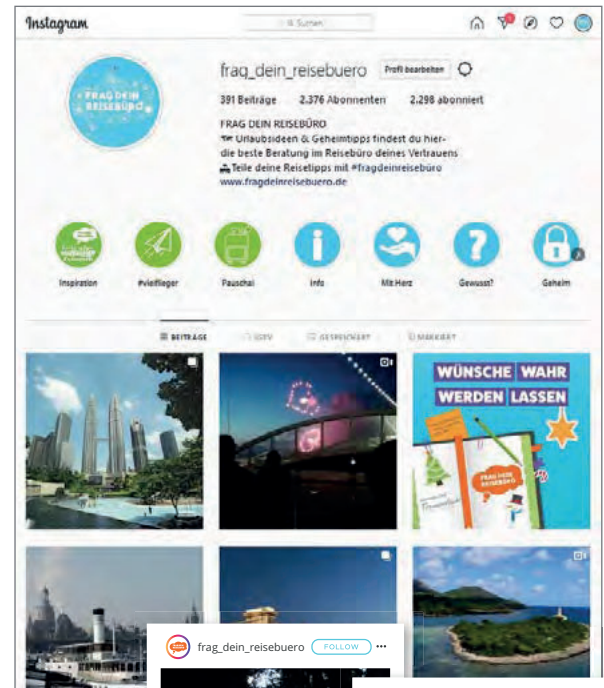 Instagram
Suchen
FRAG DEIN
REISEBÜRO
frag_dein_reisebuero Profil bearbeiten
391 Beiträge 2.376 Abonnenten 2.298 abonniert
FRAG DEIN REISEBÜRO
Urlaubsideen & Geheimtipps findest du hier-
die beste Beratung im Reisebüro deines Vertrauens
Teile deine Reisetipps mit #fragdeinreisebüro
www.fragdeinreisebuero.de
Inspiration #vielflieger Pauschal Info Mit Herz Gewusst? Geheim
BEITRÄGE IGTV GESPEICHERT MARKIERT
WÜNSCHE WAHR
WERDEN LASSEN
FRAG DEIN
REISEBÜRO
frag_dein_reisebuero FOLLOW